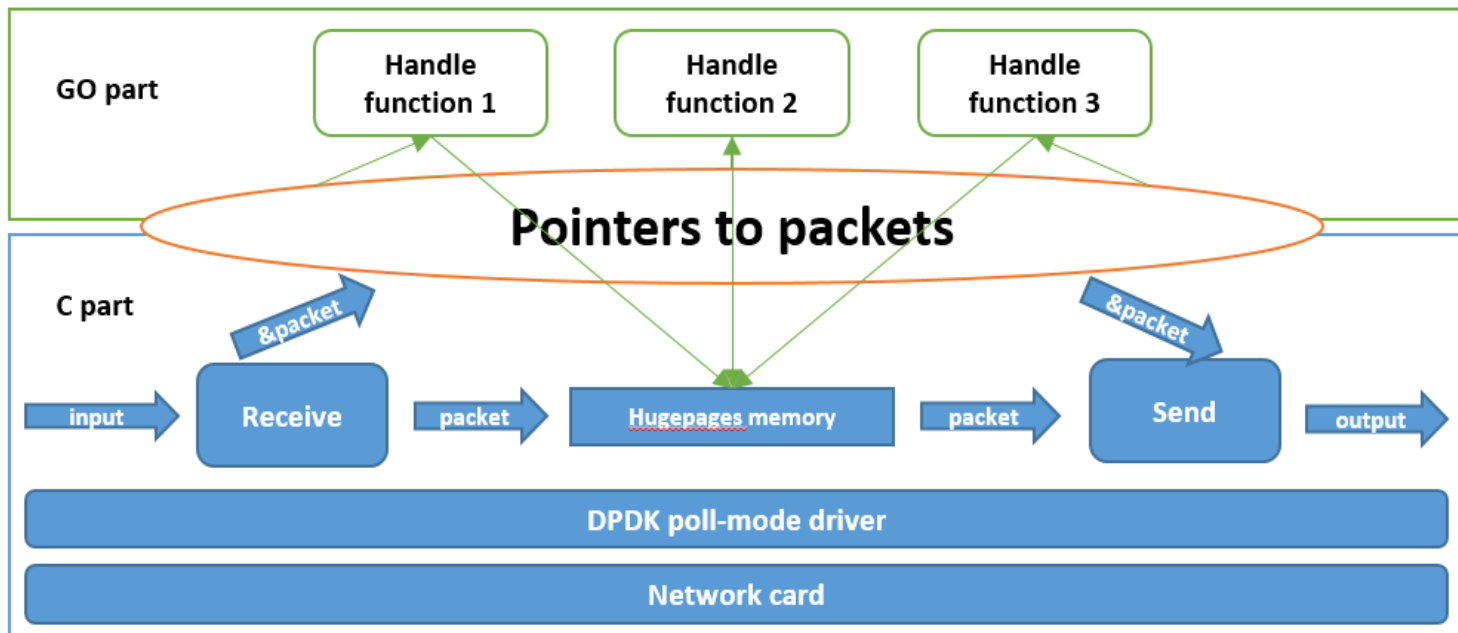 GO part
Handle
function 1
Handle
function 2
Handle
function 3
Pointers to packets
C part
&packet
&packet
input
Receive
packet
Hugepages memory
packet
Send
output
DPDK poll-mode driver
Network card